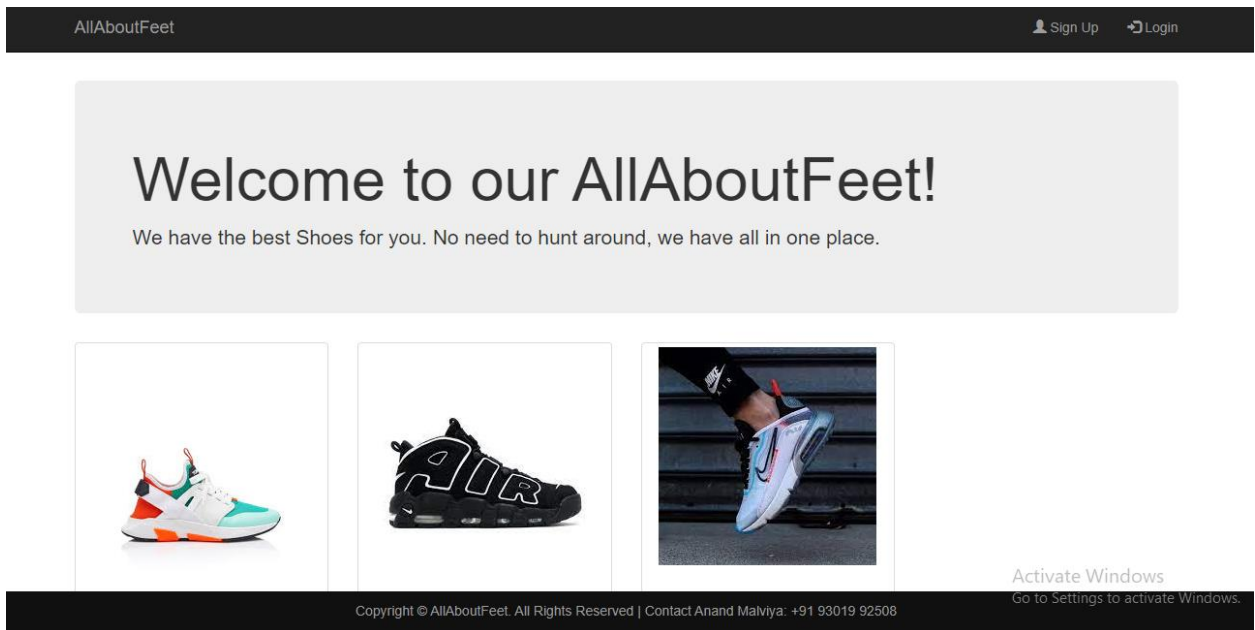 AllAboutFeet
Sign Up
Login
Welcome to our AllAboutFeet!
We have the best Shoes for you. No need to hunt around, we have all in one place.
AIR
NIKE
AIR
Activate Windows
Go to Settings to activate Windows.
Copyright © AllAboutFeet. All Rights Reserved | Contact Anand Malviya: +91 93019 92508